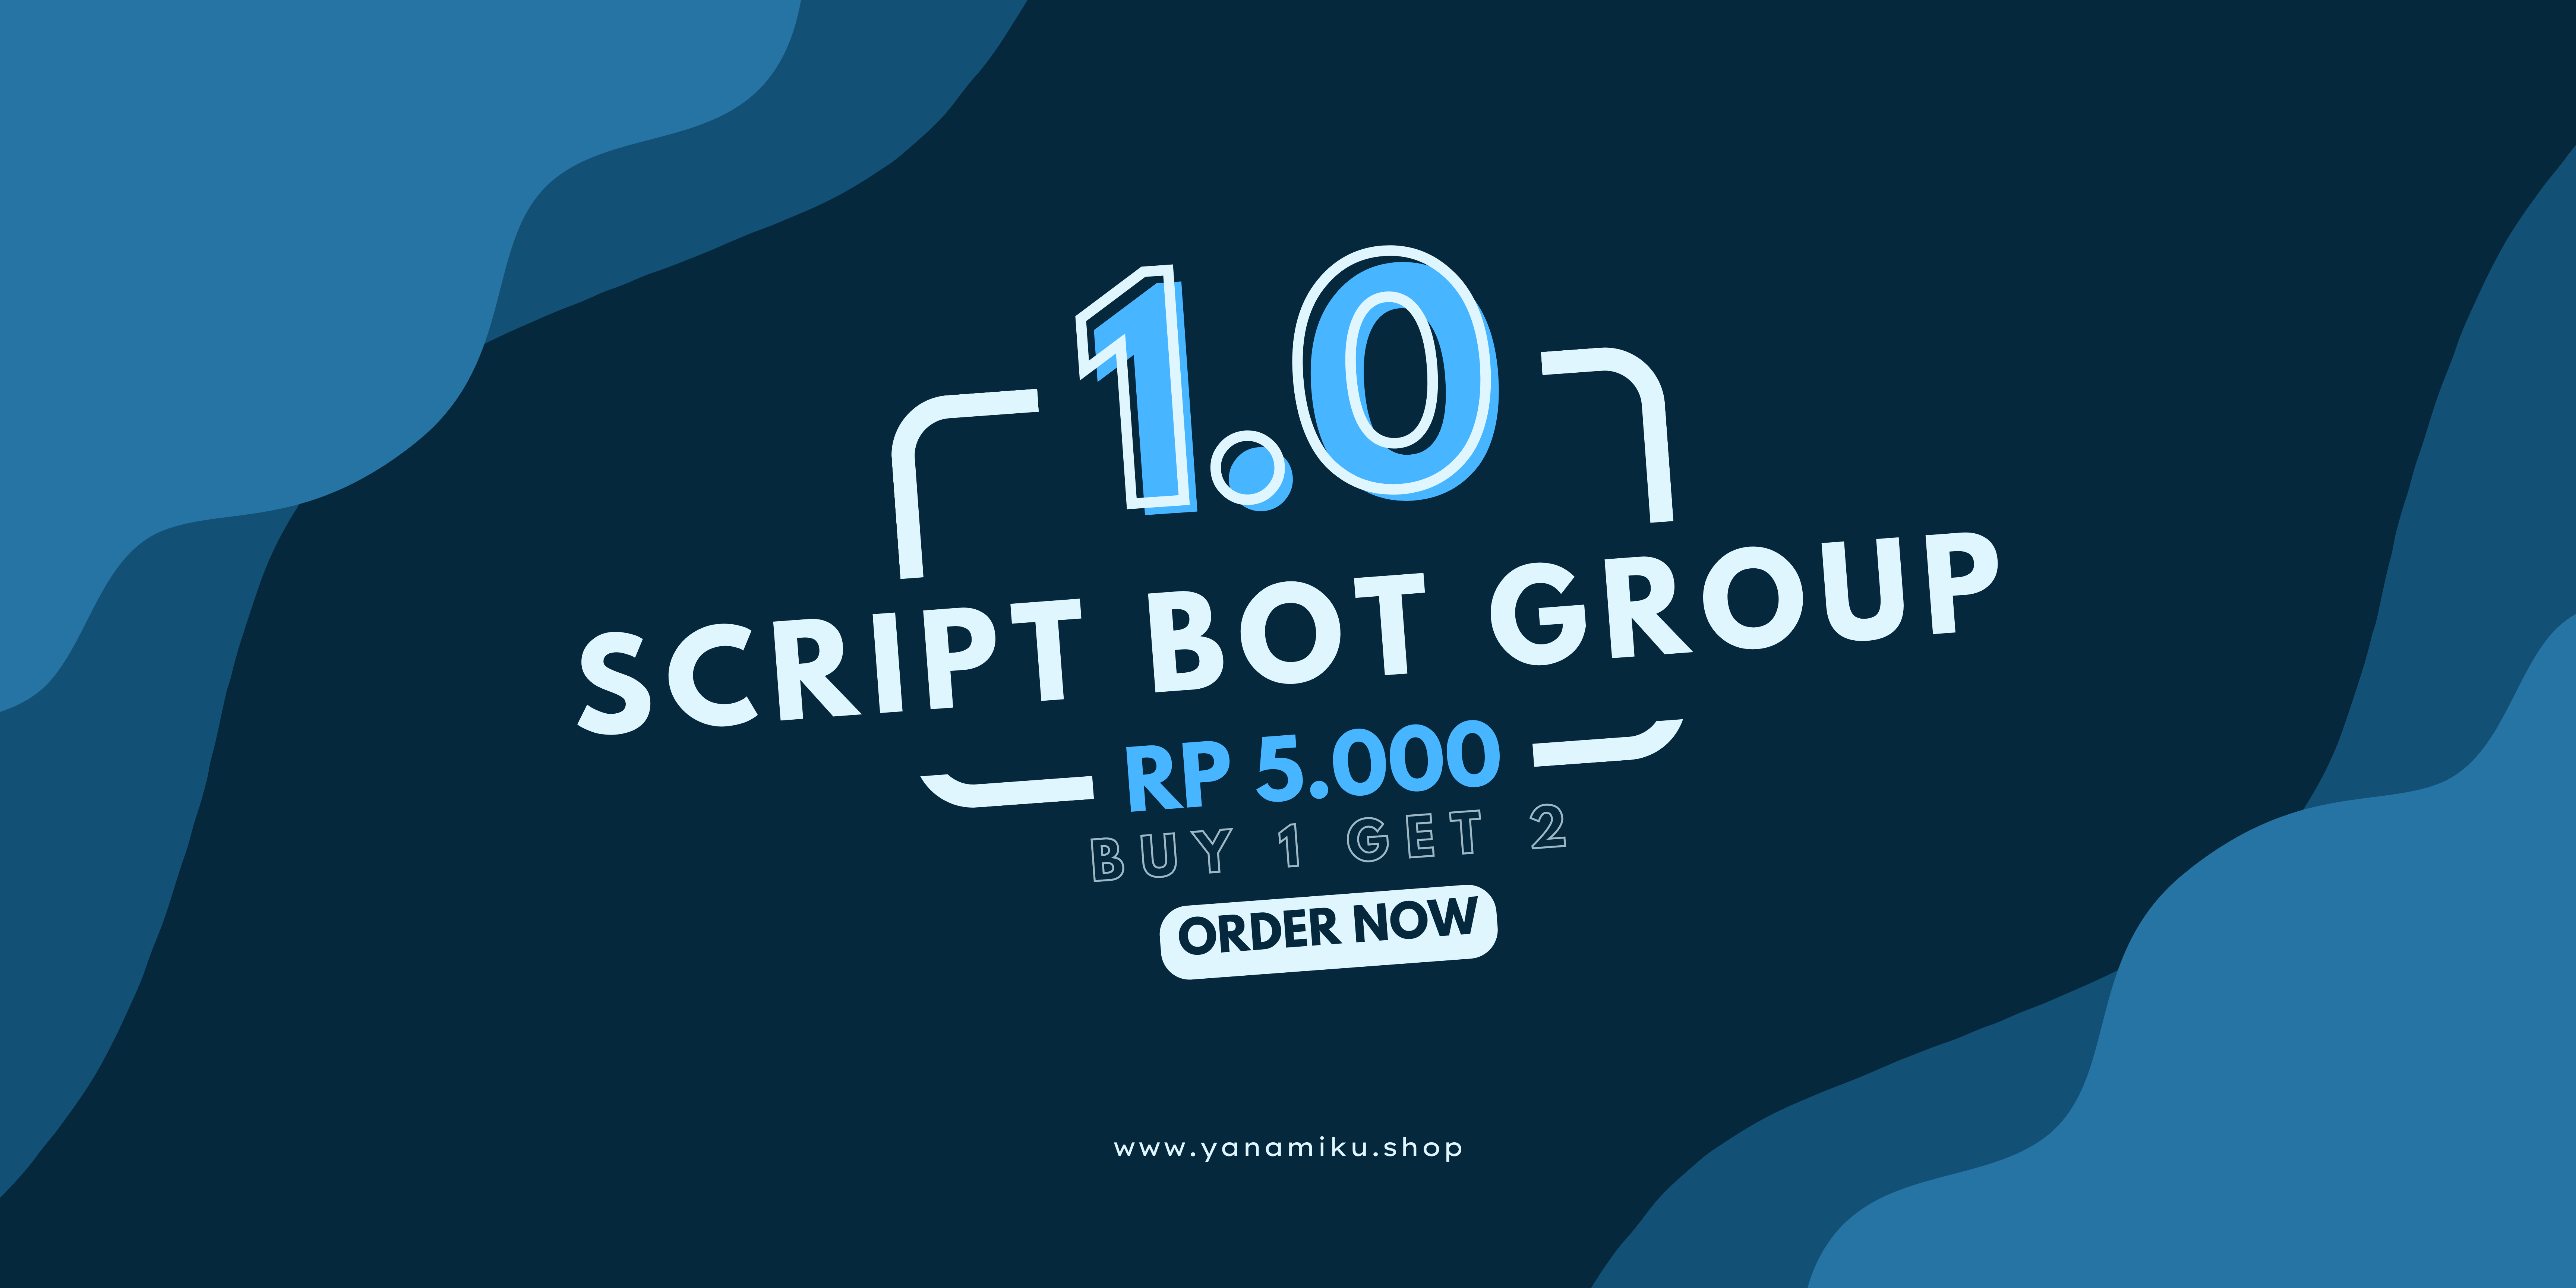 1.0
SCRIPT BOT GROUP
RP 5.000
BUY 1 GET 2
ORDER NOW
www.yanamiku.shop